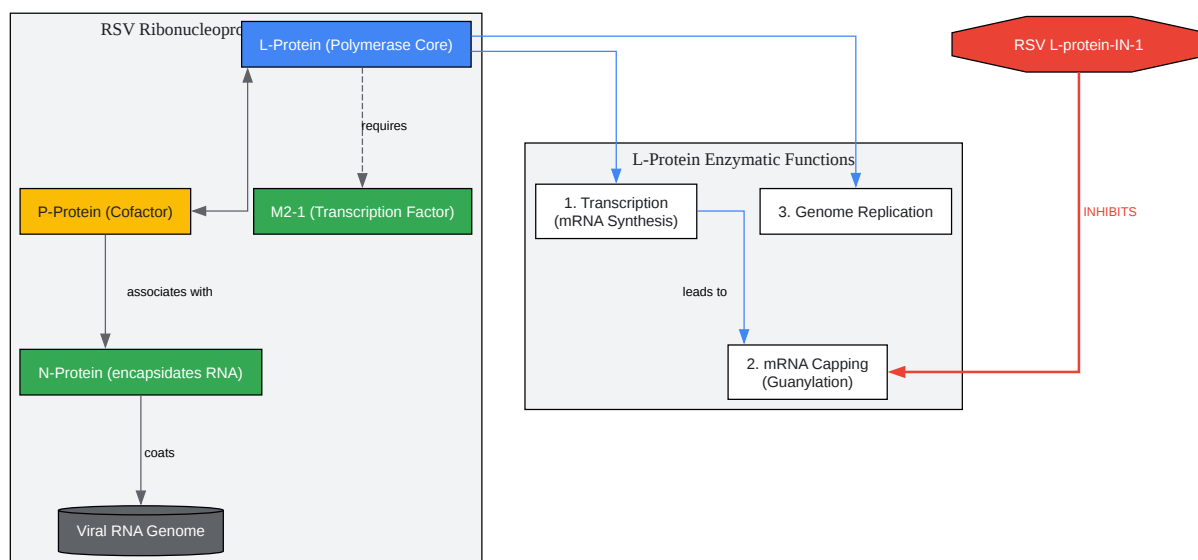 RSV Ribonucleopro
L-Protein (Polymerase Core)
RSV L-protein-IN-1
requires
L-Protein Enzymatic Functions
P-Protein (Cofactor)
M2-1 (Transcription Factor)
1. Transcription
(mRNA Synthesis)
3. Genome Replication
INHIBITS
associates with
leads to
N-Protein (encapsidates RNA)
2. mRNA Capping
(Guanylation)
coats
Viral RNA Genome